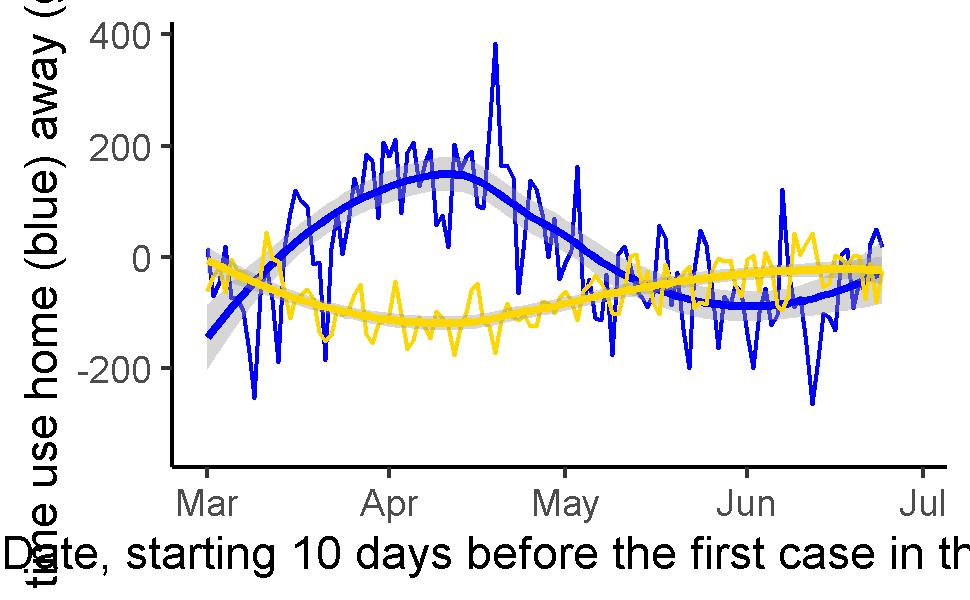 time use home (blue) away (
400
200
0
-200
Mar Apr May Jun Jul
Date, starting 10 days before the first case in th